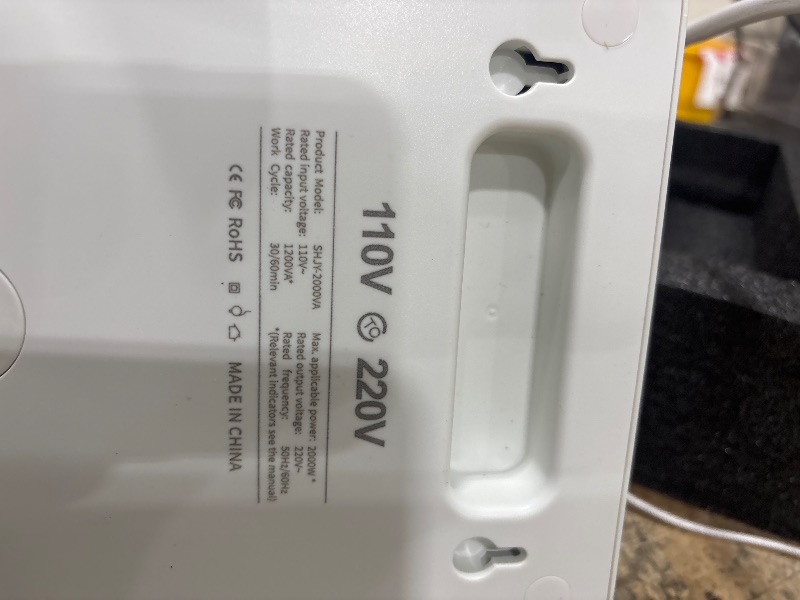 110V TO 220V
Product Model: SHJY-2000VA Max. applicable power: 2000W*
Rated input voltage: 110V~ Rated output voltage: 220V~
Rated capacity: 1200VA* Rated frequency: 50Hz/60Hz
Work Cycle: 30/60min *(Relevant indicators see the manual)
CE FC RoHS MADE IN CHINA